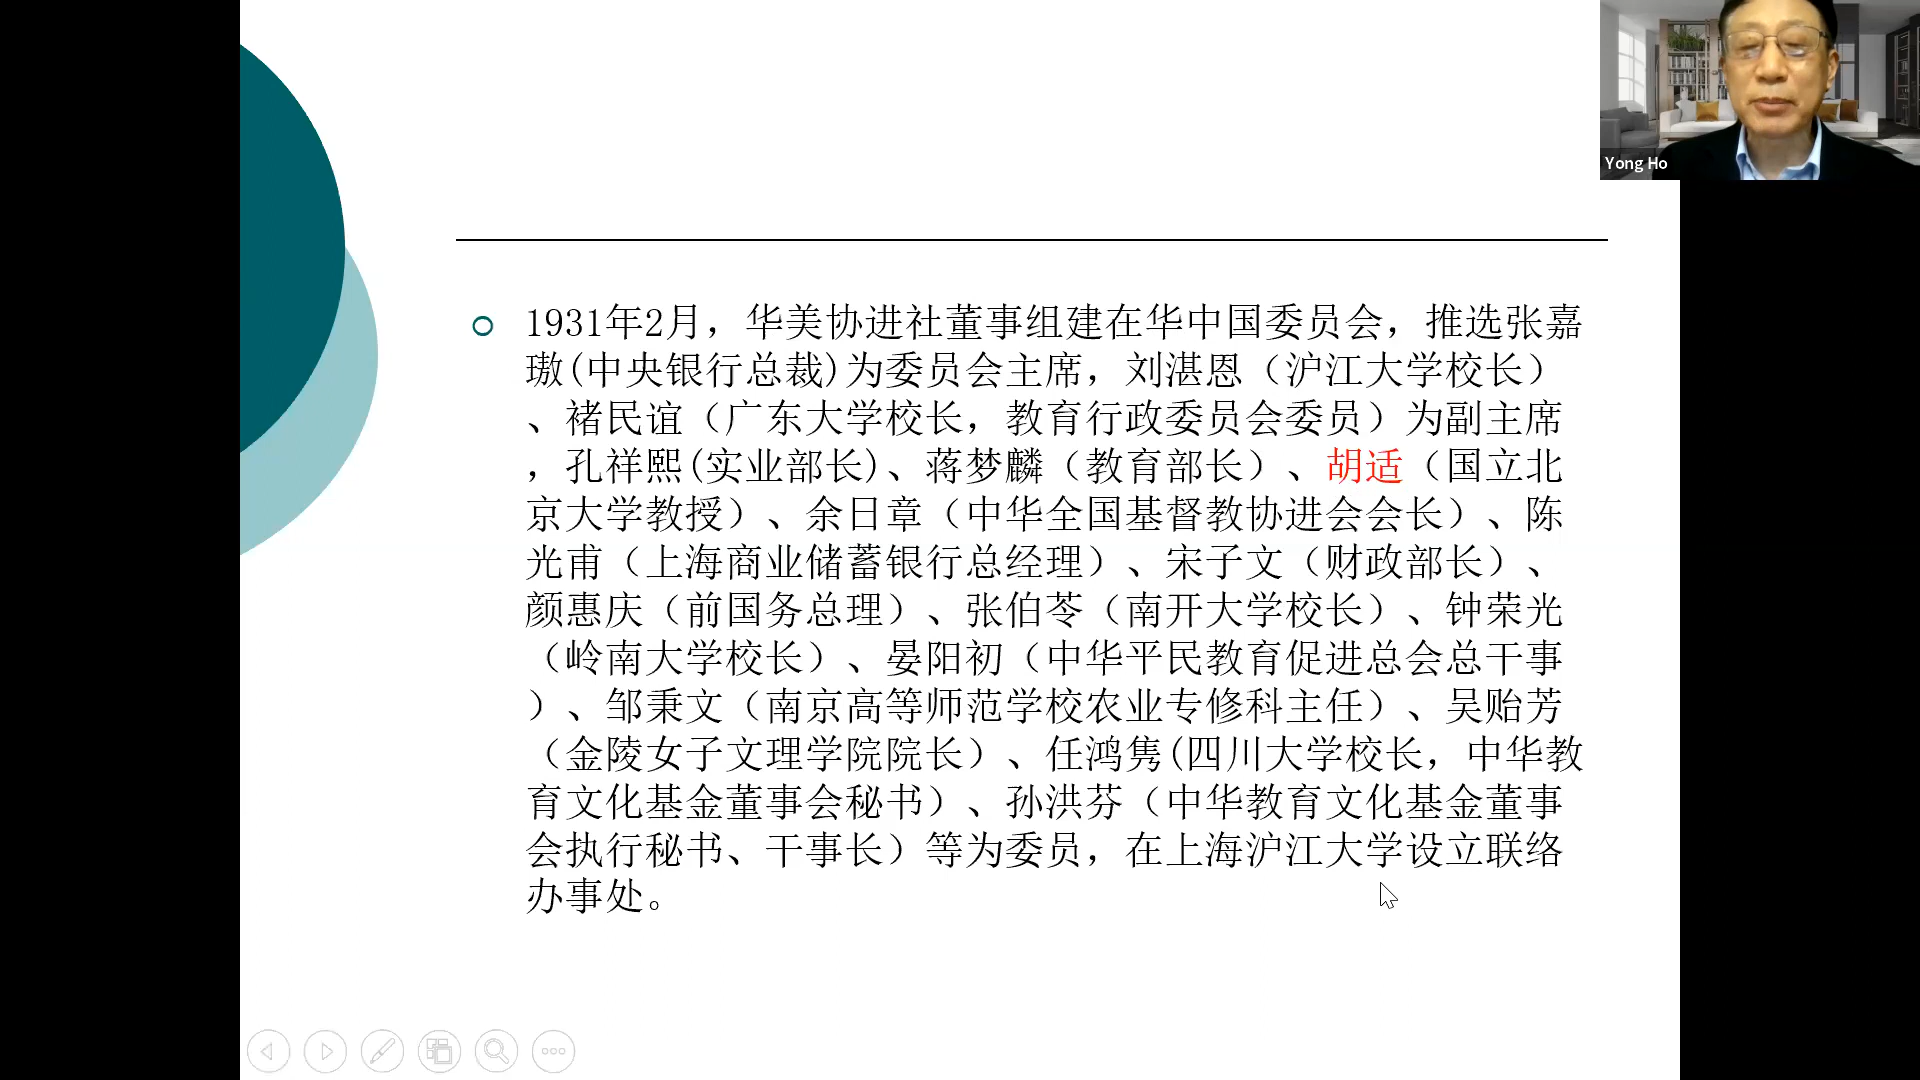 Yong Ho
1931年2月，华美协进社董事组建在华中国委员会，推选张嘉
璈(中央银行总裁)为委员会主席，刘湛恩（沪江大学校长）
、褚民谊（广东大学校长，教育行政委员会委员）为副主席
，孔祥熙(实业部长)、蒋梦麟（教育部长）、胡适（国立北
京大学教授）、余日章（中华全国基督教协进会会长）、陈
光甫（上海商业储蓄银行总经理）、宋子文（财政部长）、
颜惠庆（前国务总理）、张伯苓（南开大学校长）、钟荣光
（岭南大学校长）、晏阳初（中华平民教育促进总会总干事
）、邹秉文（南京高等师范学校农业专修科主任）、吴贻芳
（金陵女子文理学院院长）、任鸿隽(四川大学校长，中华教
育文化基金董事会秘书）、孙洪芬（中华教育文化基金董事
会执行秘书、干事长）等为委员，在上海沪江大学设立联络
办事处。